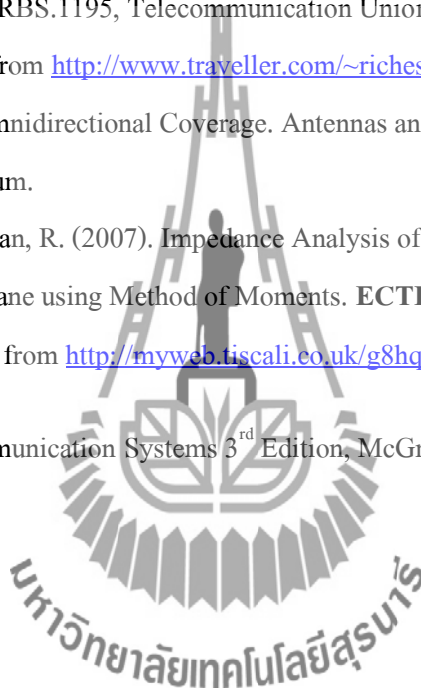 RBS.1195, Telecommunication Union
from http://www.traveller.com/~riches
mnidirectional Coverage. Antennas an
um.
an, R. (2007). Impedance Analysis of
ane using Method of Moments. ECTI
from http://myweb.tiscali.co.uk/g8hq
munication Systems 3rd Edition, McGr
มหาวิทยาลัยเทคโนโลยีสุรนารี